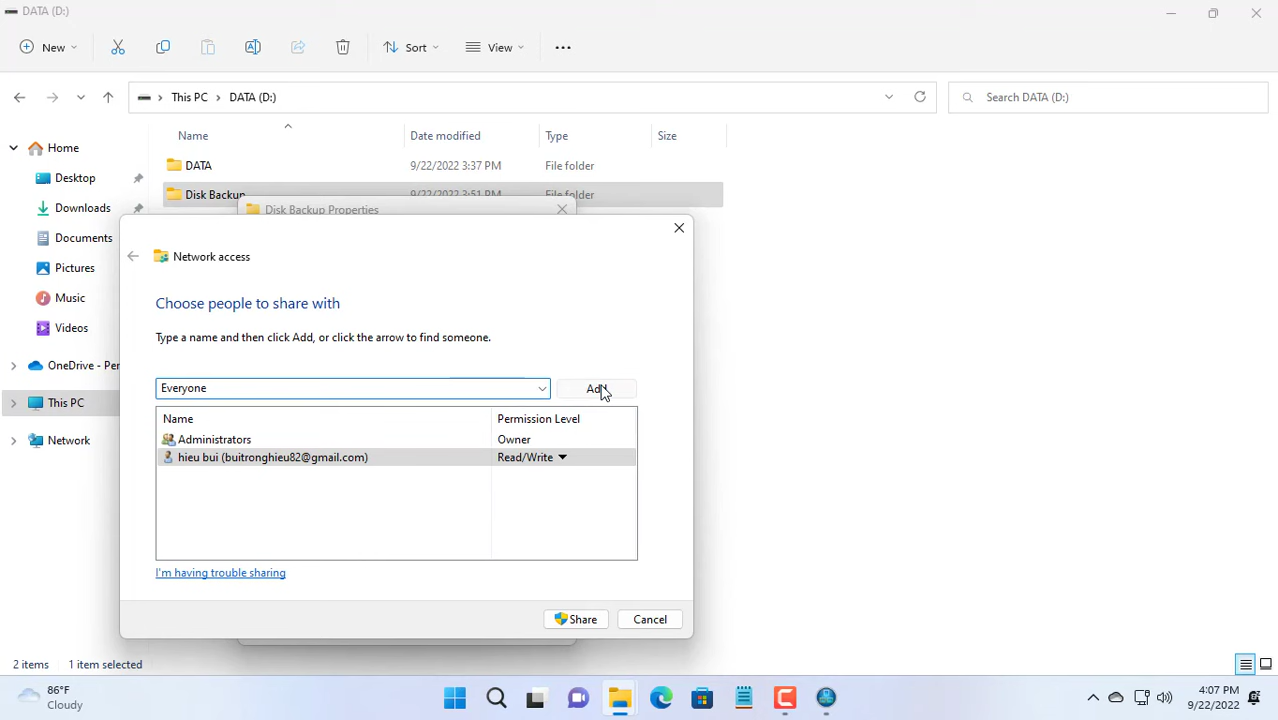 DATA (D:)
New
Sort
View
This PC
DATA (D:)
Search DATA (D:)
Home
Name
Date modified
Type
Size
DATA
9/22/2022 3:37 PM
File folder
Desktop
Disk Backup
9/22/2022 3:51 PM
File folder
Downloads
Disk Backup Properties
Documents
Network access
Pictures
Music
Choose people to share with
Videos
Type a name and then click Add, or click the arrow to find someone.
OneDrive - Per
Everyone
Add
This PC
Name
Permission Level
Administrators
Owner
Network
hieu bui (buitronghieu82@gmail.com)
Read/Write
I'm having trouble sharing
Share
Cancel
2 items
1 item selected
86°F
Cloudy
4:07 PM
9/22/2022